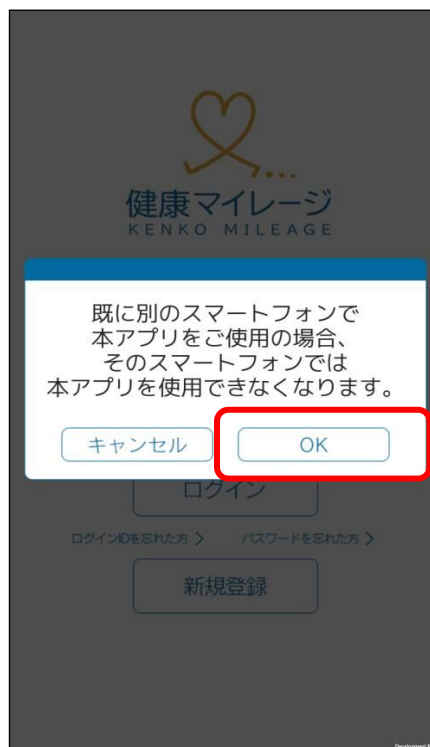 健康マイレージ
KENKO MILEAGE
既に別のスマートフォンで
本アプリをご使用の場合、
そのスマートフォンでは
本アプリを使用できなくなります。
キャンセル
OK
ログイン
ログインIDを忘れた方 >
パスワードを忘れた方 >
新規登録